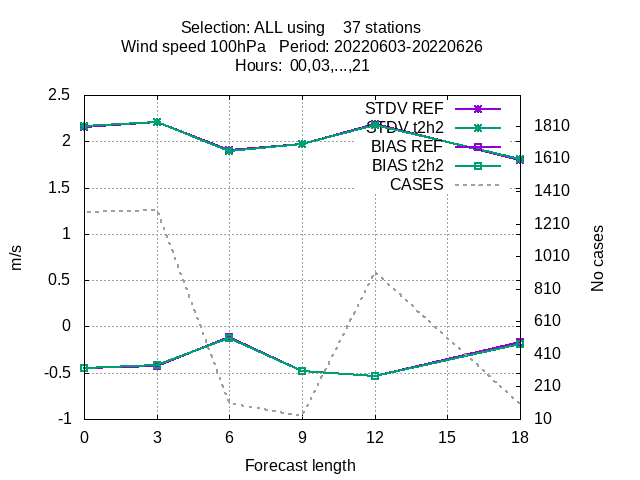 Selection: ALL using 37 stations
Wind speed 100hPa Period: 20220603-20220626
Hours: 00,03,...,21
2.5
2
1.5
1
0.5
0
-0.5
-1
m/s
STDV REF
STDV t2h2
BIAS REF
BIAS t2h2
CASES
1810
1610
1410
1210
1010
810
610
410
210
10
No cases
0 3 6 9 12 15 18
Forecast length